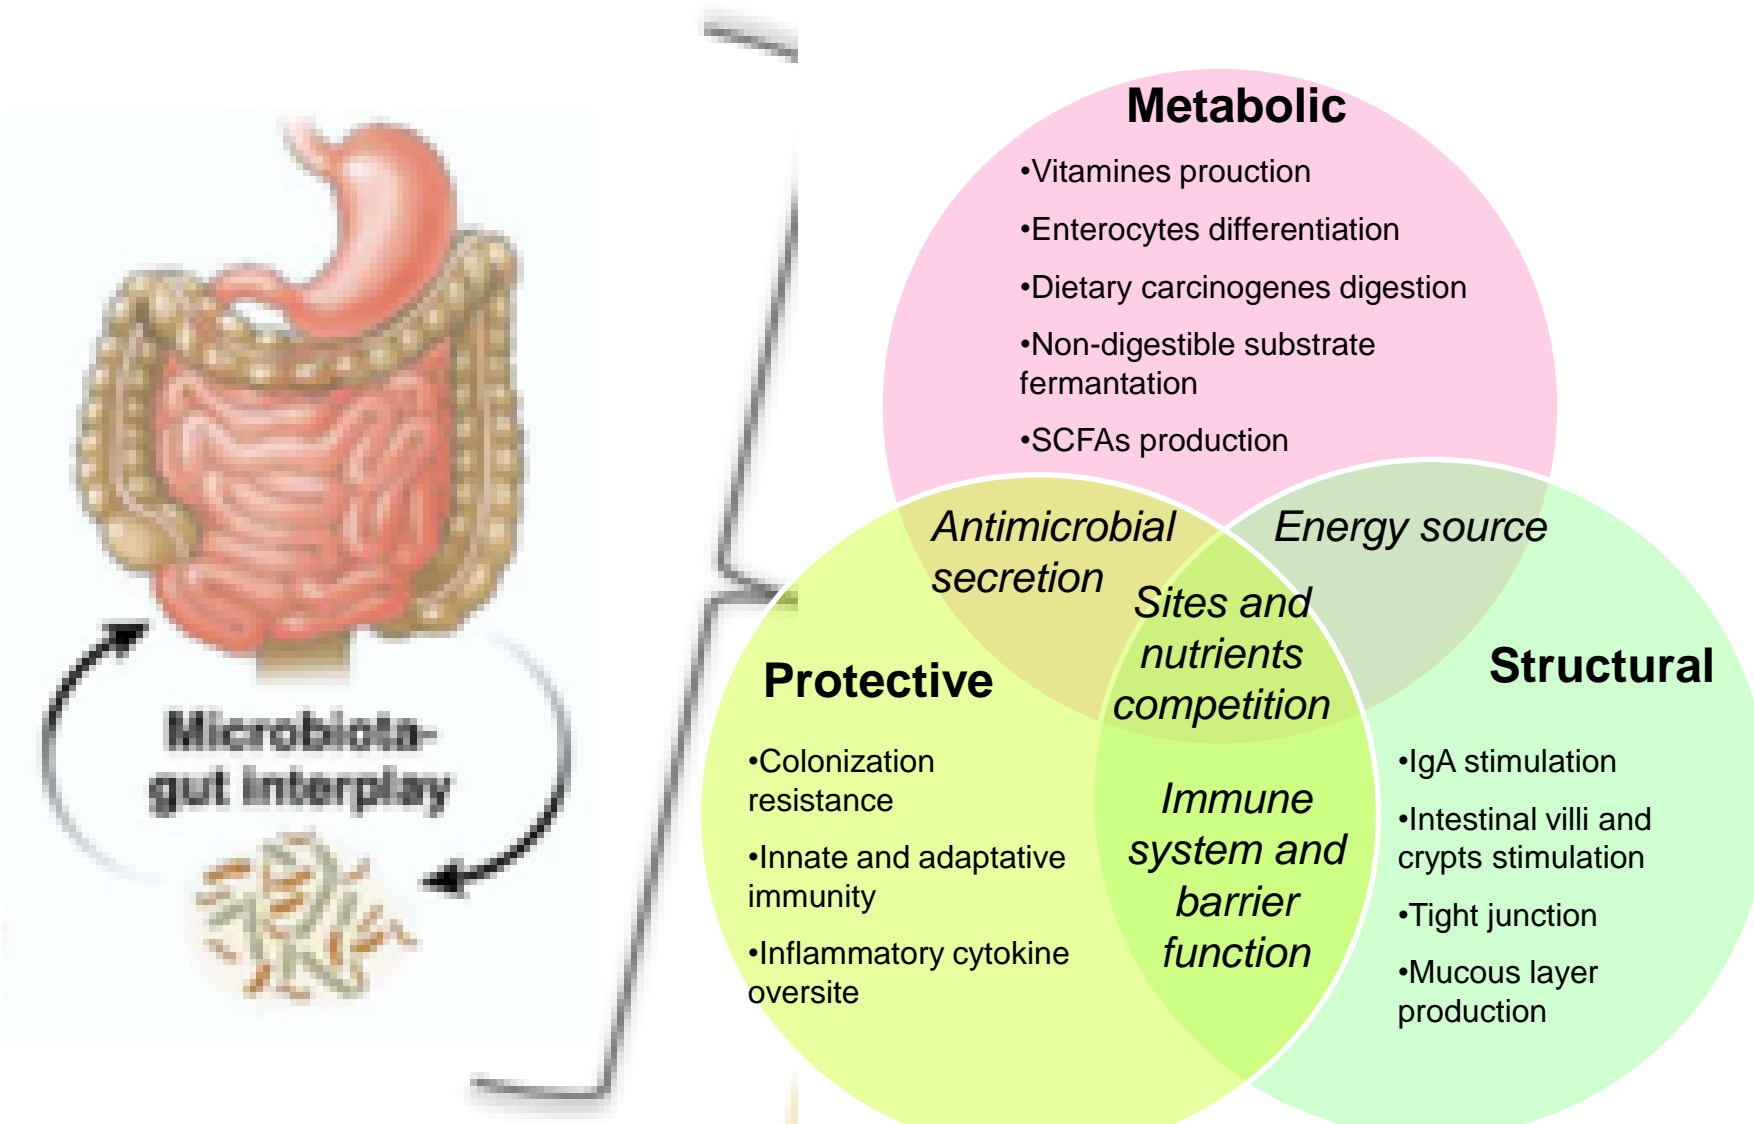 Microbiota-
gut interplay
Metabolic
•Vitamines prouction
•Enterocytes differentiation
•Dietary carcinogenes digestion
•Non-digestible substrate
fermantation
•SCFAs production
Antimicrobial
secretion
Energy source
Sites and
nutrients
competition
Protective
•Colonization
resistance
•Innate and adaptative
immunity
•Inflammatory cytokine
oversite
Immune
system and
barrier
function
Structural
•IgA stimulation
•Intestinal villi and
crypts stimulation
•Tight junction
•Mucous layer
production